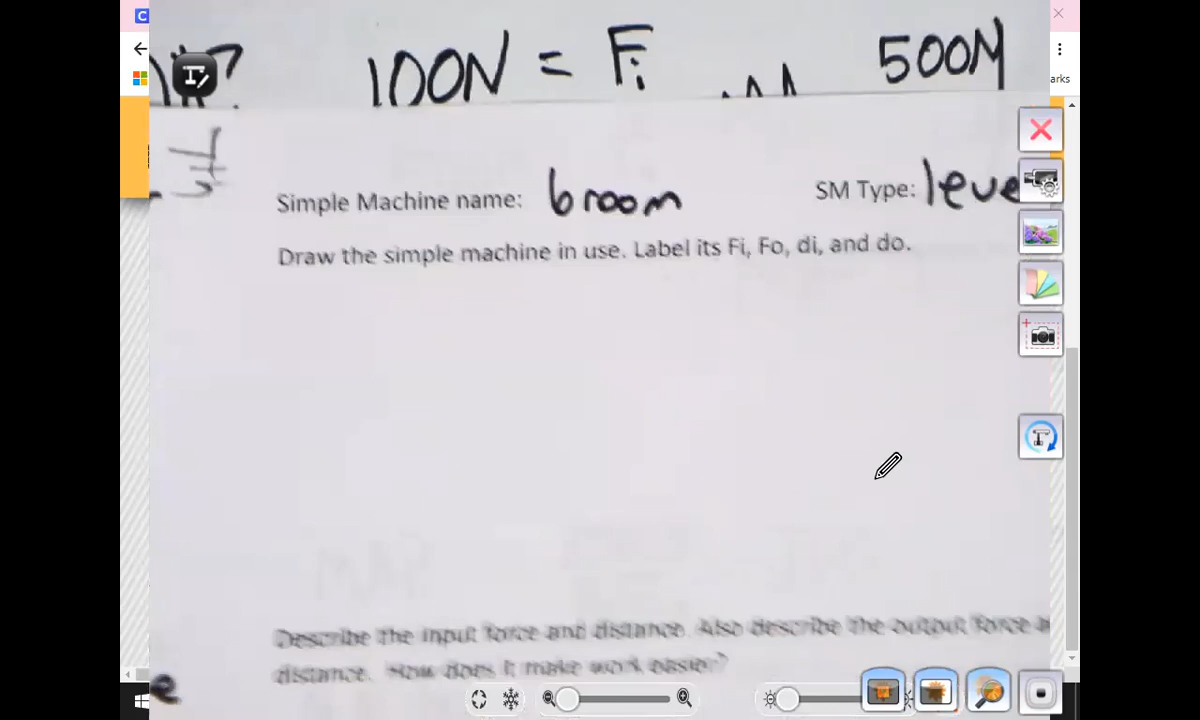 100N = Fi 500M
Simple Machine name: broom SM Type: leve
Draw the simple machine in use. Label its Fi, Fo, di, and do.
Describe the input force and distance. Also describe the output force a
distance. How does it make work easier?
e
arks